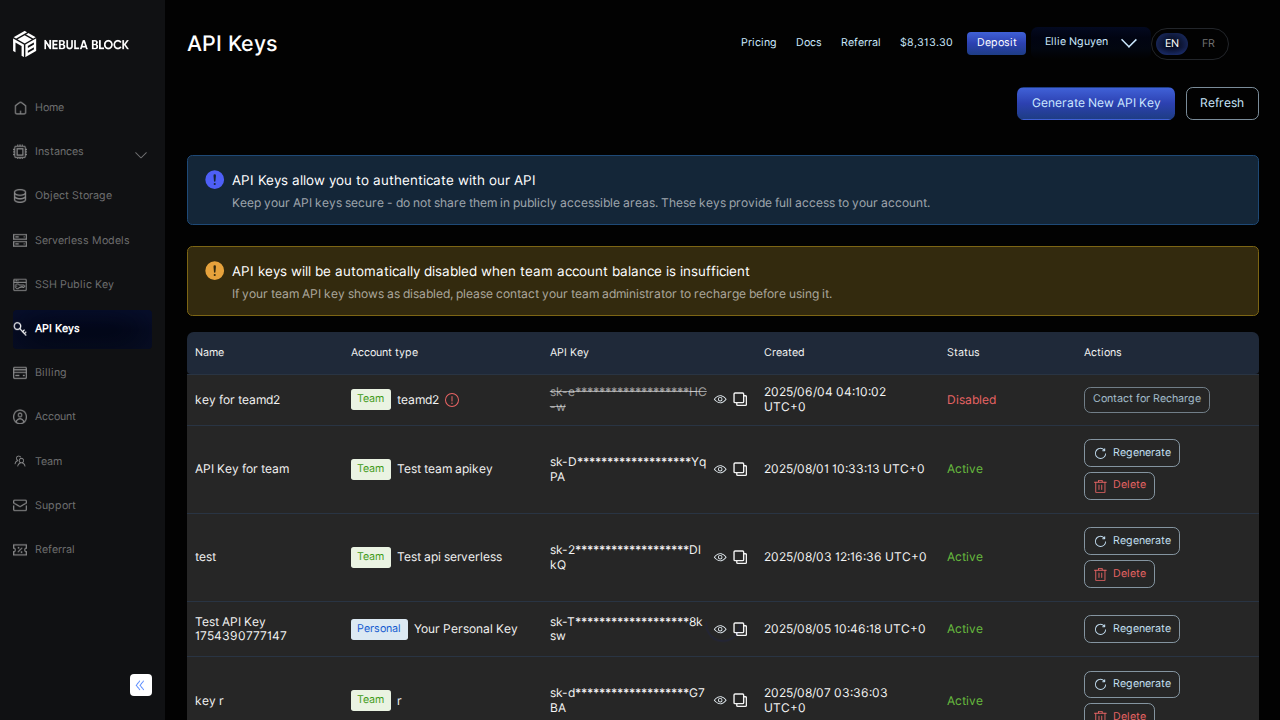 NEBULA BLOCK
Home
Instances
Object Storage
Serverless Models
SSH Public Key
API Keys
Billing
Account
Team
Support
Referral
API Keys
Pricing
Docs
Referral
$8,313.30
Deposit
Ellie Nguyen
EN
FR
Generate New API Key
Refresh
API Keys allow you to authenticate with our API
Keep your API keys secure - do not share them in publicly accessible areas. These keys provide full access to your account.
API keys will be automatically disabled when team account balance is insufficient
If your team API key shows as disabled, please contact your team administrator to recharge before using it.
Name Account type API Key Created Status Actions
key for teamd2
Team teamd2
sk-e*******************HC
-w
2025/06/04 04:10:02
UTC+0
Disabled
Contact for Recharge
API Key for team
Team Test team apikey
sk-D*******************Yq
PA
2025/08/01 10:33:13 UTC+0
Active
Regenerate
Delete
test
Team Test api serverless
sk-2*******************DI
kQ
2025/08/03 12:16:36 UTC+0
Active
Regenerate
Delete
Test API Key
1754390777147
Personal Your Personal Key
sk-T*******************8k
sw
2025/08/05 10:46:18 UTC+0
Active
Regenerate
key r
Team r
sk-d*******************G7
BA
2025/08/07 03:36:03
UTC+0
Active
Regenerate
Delete